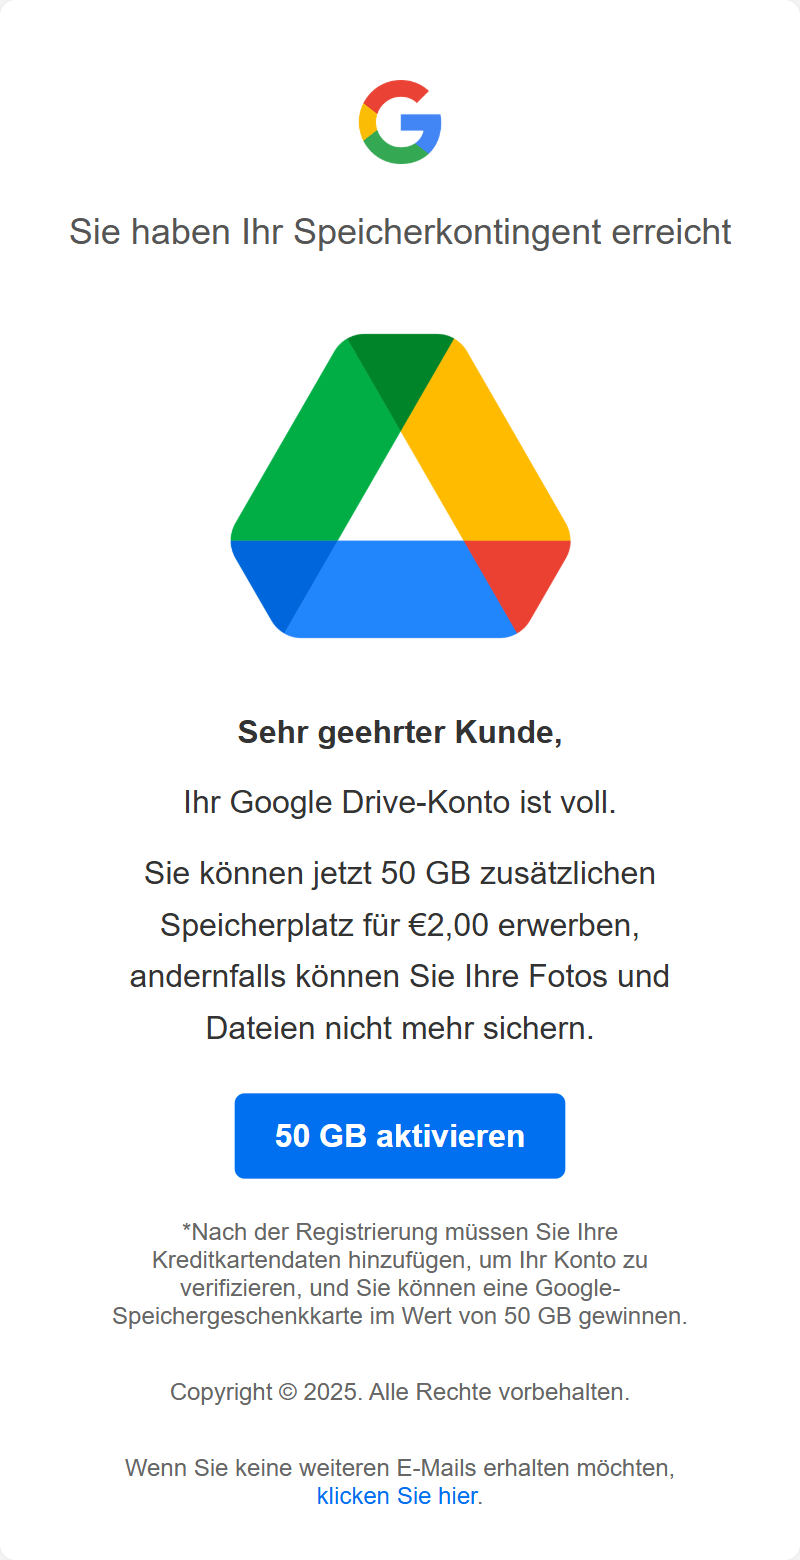 Sie haben Ihr Speicherkontingent erreicht
Sehr geehrter Kunde,
Ihr Google Drive-Konto ist voll.
Sie können jetzt 50 GB zusätzlichen
Speicherplatz für €2,00 erwerben,
andernfalls können Sie Ihre Fotos und
Dateien nicht mehr sichern.
50 GB aktivieren
*Nach der Registrierung müssen Sie Ihre
Kreditkartendaten hinzufügen, um Ihr Konto zu
verifizieren, und Sie können eine Google-
Speichergeschenkkarte im Wert von 50 GB gewinnen.
Copyright © 2025. Alle Rechte vorbehalten.
Wenn Sie keine weiteren E-Mails erhalten möchten,
klicken Sie hier.